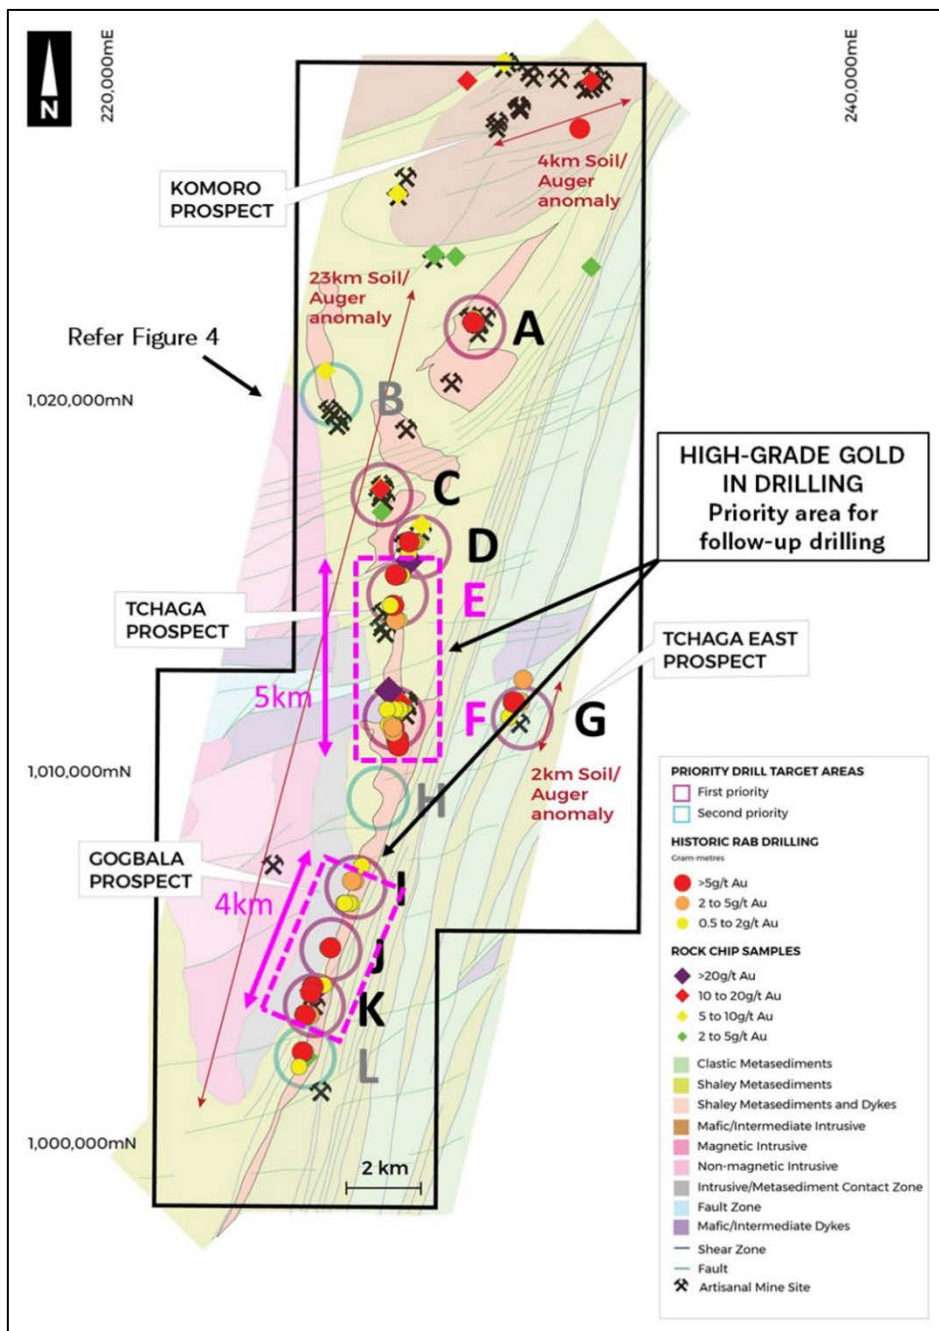 N
220,000mE
240,000mE
KOMORO
PROSPECT
4km Soil/
Auger
anomaly
23km Soil/
Auger
anomaly
A
Refer Figure 4
B
1,020,000mN
HIGH-GRADE GOLD
IN DRILLING
Priority area for
follow-up drilling
C
D
E
TCHAGA
PROSPECT
TCHAGA EAST
PROSPECT
5km
F
G
1,010,000mN
2km Soil/
Auger
anomaly
H
GOGBALA
PROSPECT
I
4km
J
K
L
1,000,000mN
2 km
PRIORITY DRILL TARGET AREAS
First priority
Second priority
HISTORIC RAB DRILLING
Gram-metres
>5g/t Au
2 to 5g/t Au
0.5 to 2g/t Au
ROCK CHIP SAMPLES
>20g/t Au
10 to 20g/t Au
5 to 10g/t Au
2 to 5g/t Au
Clastic Metasediments
Shaley Metasediments
Shaley Metasediments and Dykes
Mafic/Intermediate Intrusive
Magnetic Intrusive
Non-magnetic Intrusive
Intrusive/Metasediment Contact Zone
Fault Zone
Mafic/Intermediate Dykes
Shear Zone
Fault
Artisanal Mine Site